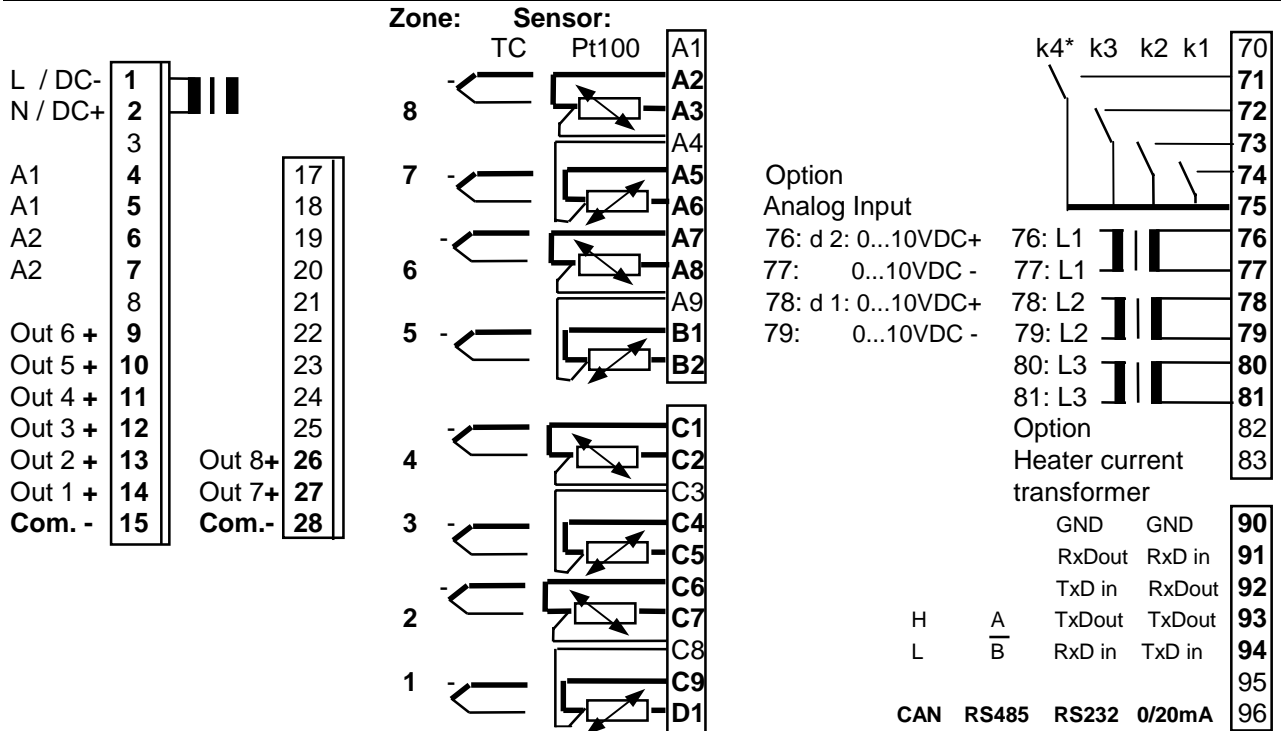 Zone: Sensor:
TC Pt100 A1 k4* k3 k2 k1 70
L / DC- 1 - A2 71
N / DC+ 2 8 A3 72
3 A4 73
A1 4 17 7 - A5 Option 74
A1 5 18 A6 Analog Input 75
A2 6 19 - A7 76: d 2: 0...10VDC+ 76: L1 76
A2 7 20 6 A8 77: 0...10VDC - 77: L1 77
8 21 A9 78: d 1: 0...10VDC+ 78: L2 78
Out 6 + 9 22 5 - B1 79: 0...10VDC - 79: L2 79
Out 5 + 10 23 B2 80: L3 80
Out 4 + 11 24 81: L3 81
Out 3 + 12 25 - C1 Option 82
Out 2 + 13 Out 8+ 26 4 C2 Heater current 83
Out 1 + 14 Out 7+ 27 C3 transformer
Com. - 15 Com.- 28 3 - C4 GND GND 90
C5 RxDout RxD in 91
- C6 TxD in RxDout 92
2 C7 H A TxDout TxDout 93
C8 L B RxD in TxD in 94
1 - C9 95
D1 CAN RS485 RS232 0/20mA 96